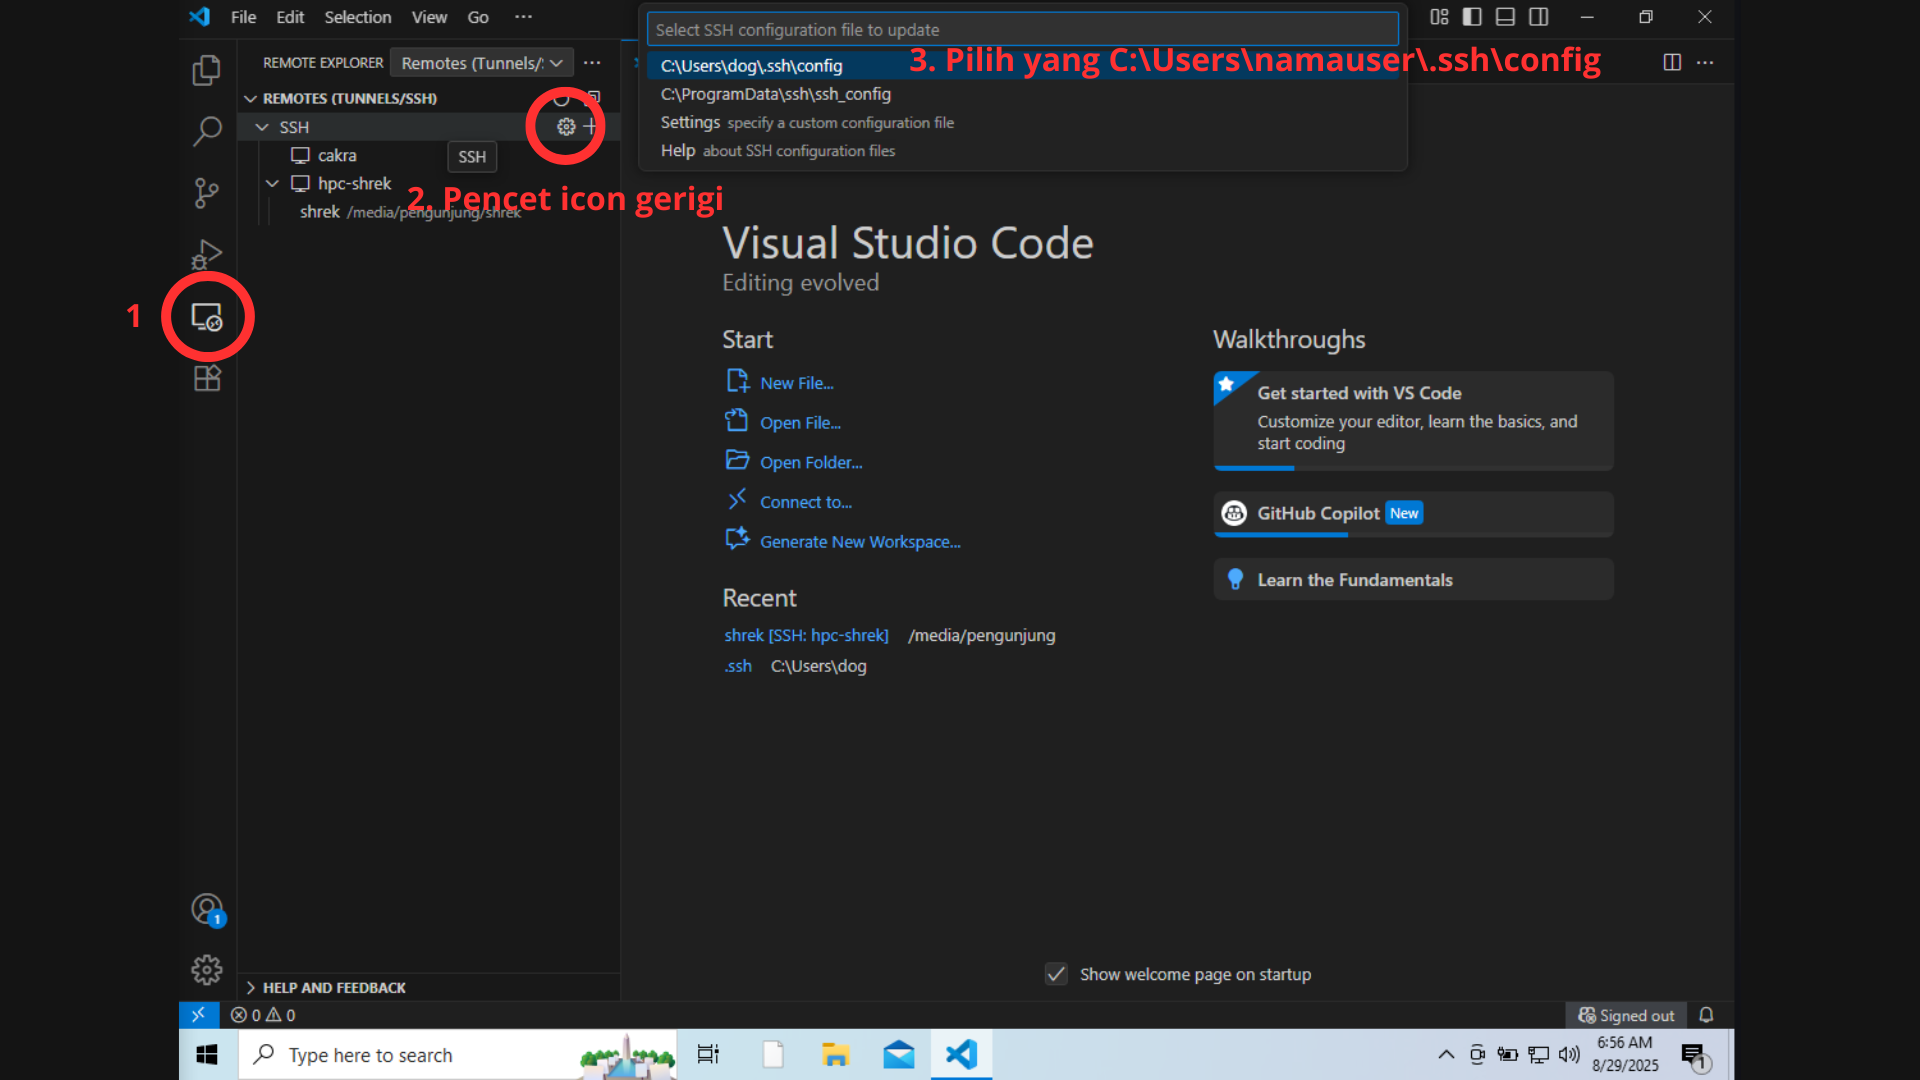 File Edit Selection View Go ···
Select SSH configuration file to update
C:\Users\dog\.ssh\config
3. Pilih yang C:\Users\namauser\.ssh\config
C:\ProgramData\ssh\ssh_config
Settings specify a custom configuration file
Help about SSH configuration files
REMOTE EXPLORER Remotes (Tunnels/
REMOTES (TUNNELS/SSH)
SSH
cakra
SSH
hpc-shrek
2. Pencet icon gerigi
shrek /media/pengunjung/shrek
1
Visual Studio Code
Editing evolved
Start
New File...
Open File...
Open Folder...
Connect to...
Generate New Workspace...
Recent
shrek [SSH: hpc-shrek] /media/pengunjung
.ssh C:\Users\dog
Walkthroughs
Get started with VS Code
Customize your editor, learn the basics, and
start coding
GitHub Copilot New
Learn the Fundamentals
Show welcome page on startup
1
HELP AND FEEDBACK
0 0
Signed out
Type here to search
6:56 AM
8/29/2025
1